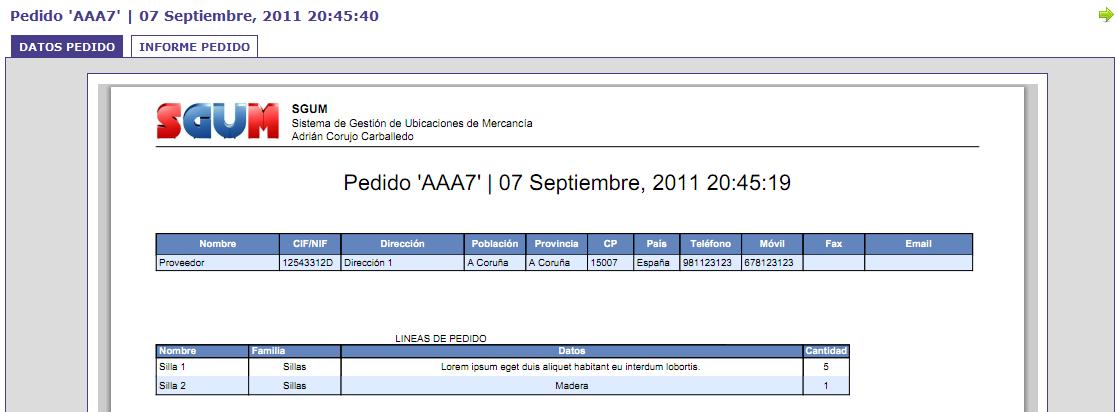 Pedido 'AAA7' | 07 Septiembre, 2011 20:45:40
DATOS PEDIDO INFORME PEDIDO
SGUM SGUM
Sistema de Gestión de Ubicaciones de Mercancía
Adrián Corujo Carballedo
Pedido 'AAA7' | 07 Septiembre, 2011 20:45:19
Nombre CIF/NIF Dirección Población Provincia CP País Teléfono Móvil Fax Email
Proveedor 12543312D Dirección 1 A Coruña A Coruña 15007 España 981123123 678123123
LINEAS DE PEDIDO
Nombre Familia Datos Cantidad
Silla 1 Sillas Lorem ipsum eget duis aliquet habitant eu interdum lobortis. 5
Silla 2 Sillas Madera 1